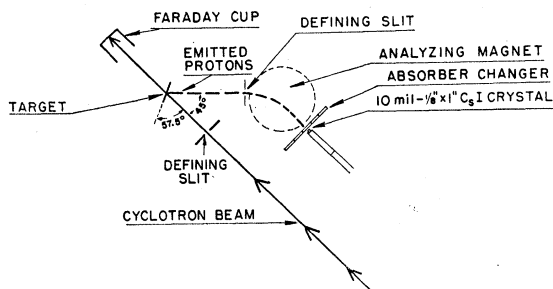 FARADAY CUP
DEFINING SLIT
EMITTED
PROTONS
ANALYZING MAGNET
ABSORBER CHANGER
TARGET
10 mil-1/8"x1" CsI CRYSTAL
45°
57.5°
DEFINING
SLIT
CYCLOTRON BEAM